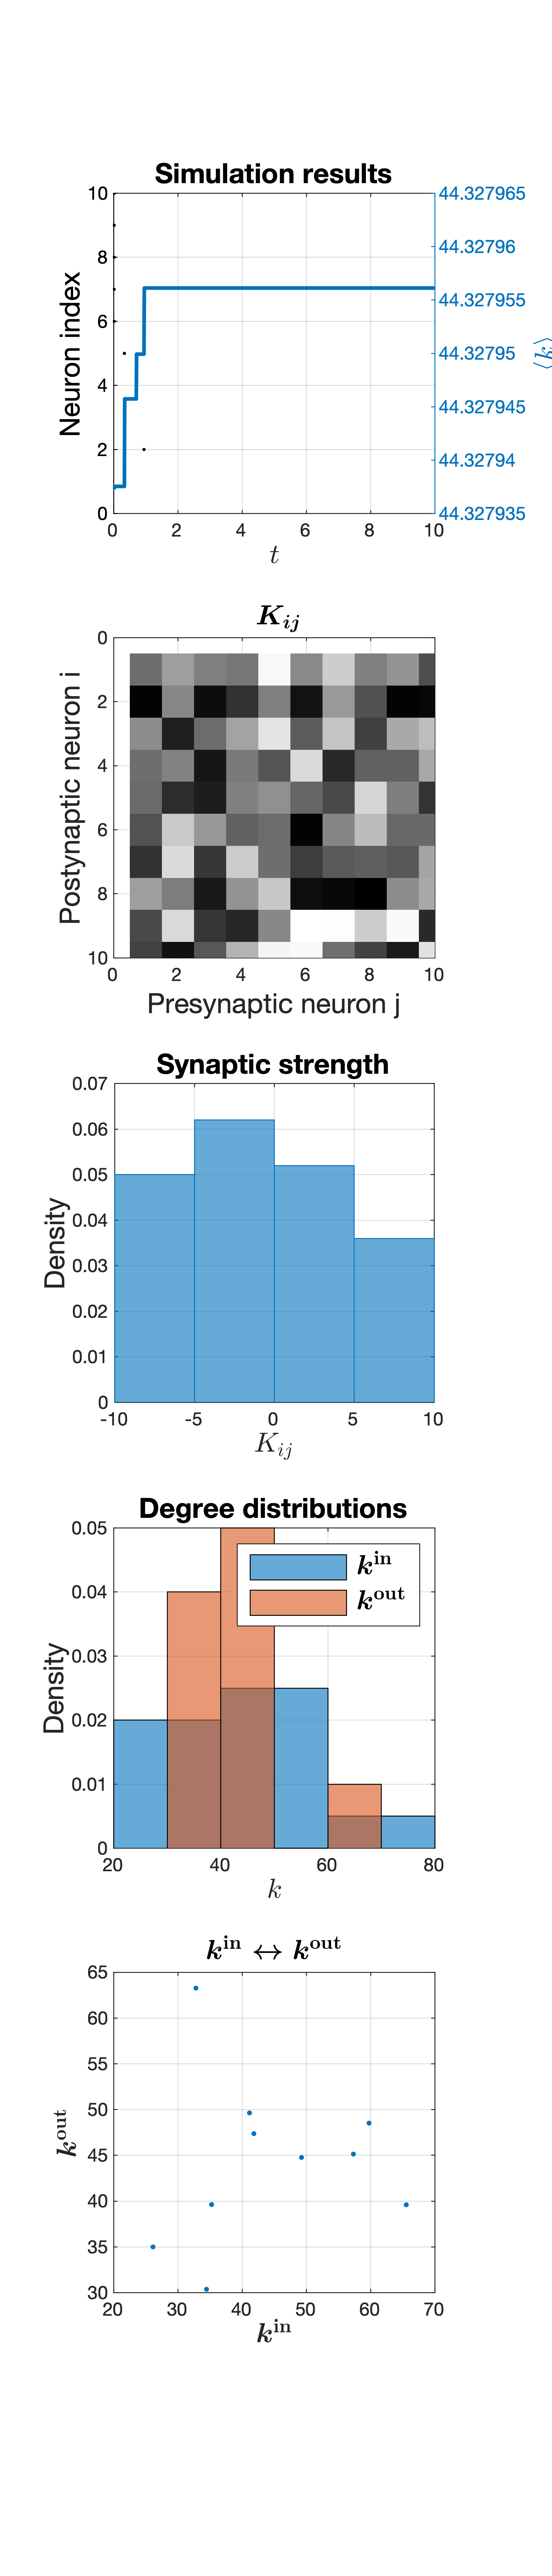 Simulation results
10
8
6
4
2
0
Neuron index
44.327965
44.32796
44.327955
44.32795
44.327945
44.32794
44.327935
⟨k⟩
0 2 4 6 8 10
t
K_ij
0
2
4
6
8
10
Postynaptic neuron i
0 2 4 6 8 10
Presynaptic neuron j
Synaptic strength
0.07
0.06
0.05
0.04
0.03
0.02
0.01
0
Density
-10 -5 0 5 10
K_ij
Degree distributions
0.05
0.04
0.03
0.02
0.01
0
Density
k^in
k^out
20 40 60 80
k
k^in ↔ k^out
65
60
55
50
45
40
35
30
k^out
20 30 40 50 60 70
k^in